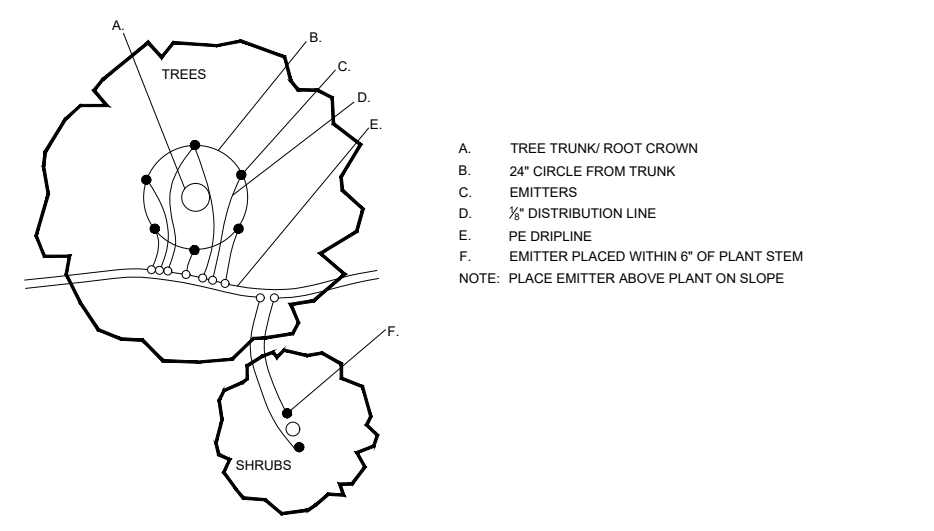 A.
B.
TREES
C.
D.
E.
A. TREE TRUNK/ ROOT CROWN
B. 24" CIRCLE FROM TRUNK
C. EMITTERS
D. ⅛" DISTRIBUTION LINE
E. PE DRIPLINE
F. EMITTER PLACED WITHIN 6" OF PLANT STEM
NOTE: PLACE EMITTER ABOVE PLANT ON SLOPE
F.
SHRUBS